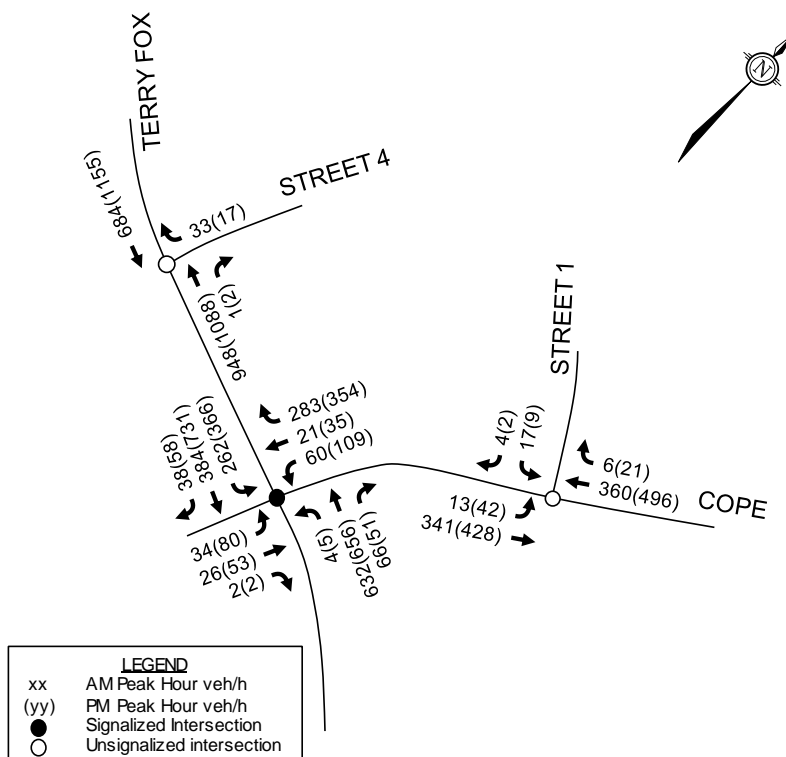 TERRY FOX
N
STREET 4
684(1155)
33(17)
948(1088)
1(2)
STREET 1
38(58)
384(731)
262(366)
283(354)
21(35)
60(109)
4(2)
17(9)
6(21)
360(496)
COPE
13(42)
341(428)
34(80)
26(53)
2(2)
4(5)
632(656)
66(51)
LEGEND
xx AM Peak Hour veh/h
(yy) PM Peak Hour veh/h
Signalized Intersection
Unsignalized intersection